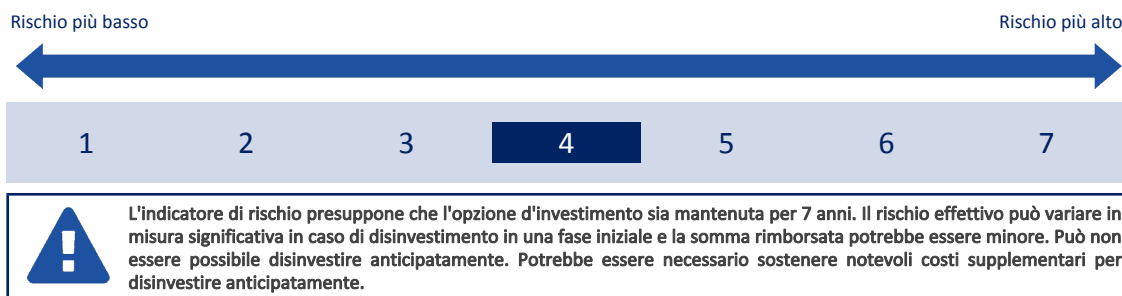 Rischio più basso Rischio più alto
1 2 3 4 5 6 7
L'indicatore di rischio presuppone che l'opzione d'investimento sia mantenuta per 7 anni. Il rischio effettivo può variare in
misura significativa in caso di disinvestimento in una fase iniziale e la somma rimborsata potrebbe essere minore. Può non
essere possibile disinvestire anticipatamente. Potrebbe essere necessario sostenere notevoli costi supplementari per
disinvestire anticipatamente.